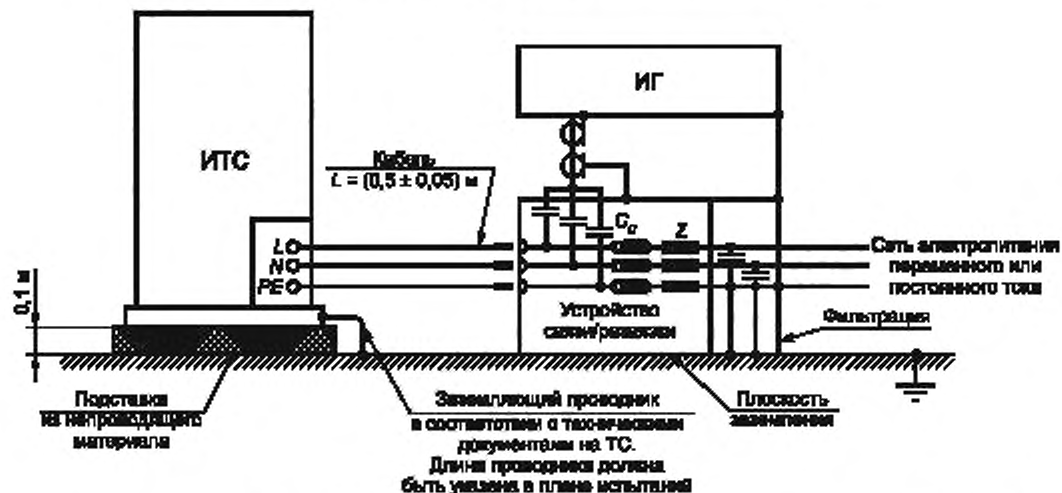 ИГ
ИТС
Кабель
L = (0,5 ± 0,05) м
C_d
Z
L
N
PE
Сеть электропитания
переменного или
постоянного тока
0,1 м
Устройство
связи/развязки
Фильтрация
Подставка
из непроводящего
материала
Заземляющий проводник
в соответствии с техническими
документами на ТС.
Длина проводника должна
быть указана в плане испытаний
Плоскость
заземления